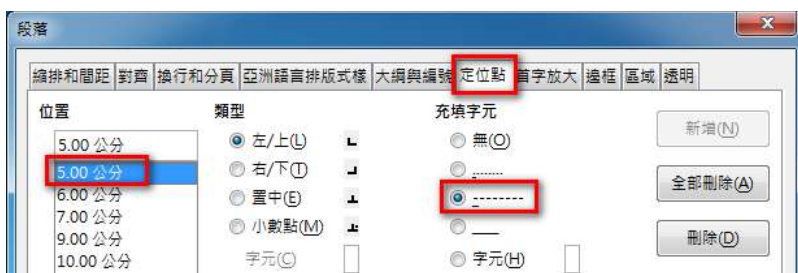 段落
縮排和間距 對齊 換行和分頁 亞洲語言排版式樣 大綱與編號 定位點 首字放大 邊框 區域 透明
位置 類型 充填字元
5.00 公分 左/上(L) 無(O) 新增(N)
5.00 公分 右/下(T) ........
6.00 公分 置中(E) -------- 全部刪除(A)
7.00 公分 小數點(M) ___
9.00 公分 刪除(D)
10.00 公分 字元(C) 字元(H)